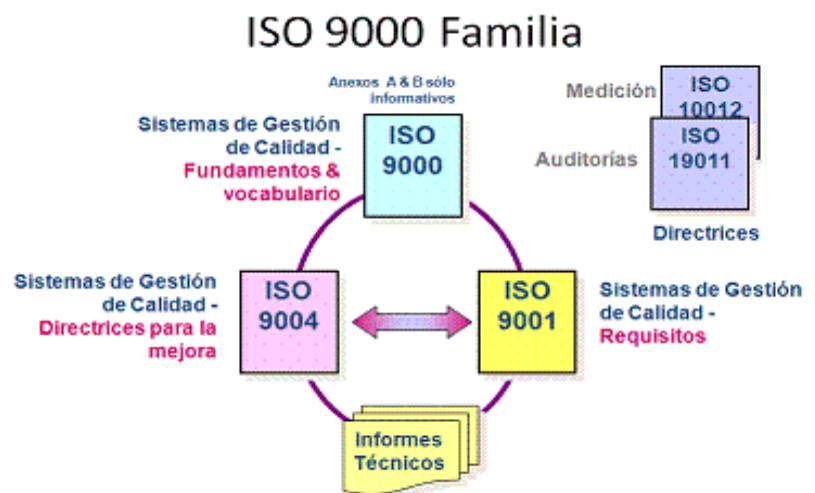 ISO 9000 Familia
Anexos A & B sólo
informativos
Sistemas de Gestión
de Calidad -
Fundamentos &
vocabulario
ISO
9000
Medición
ISO
10012
Auditorías
ISO
19011
Directrices
Sistemas de Gestión
de Calidad -
Directrices para la
mejora
ISO
9004
ISO
9001
Sistemas de Gestión
de Calidad -
Requisitos
Informes
Técnicos